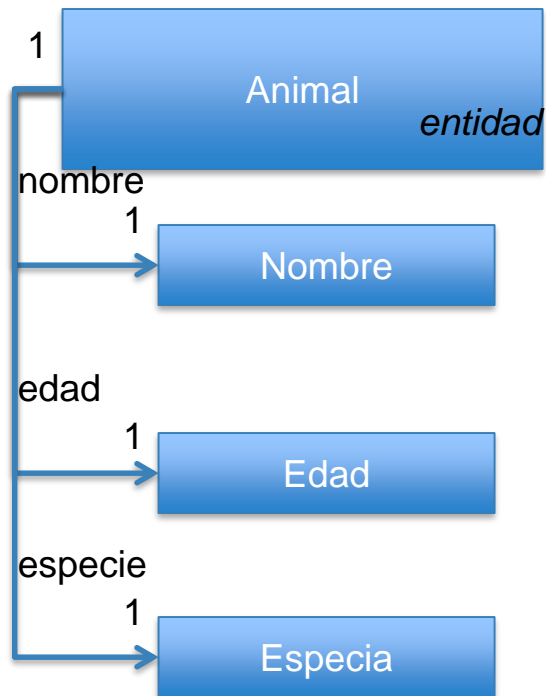 1
Animal
entidad
nombre
1
Nombre
edad
1
Edad
especie
1
Especia